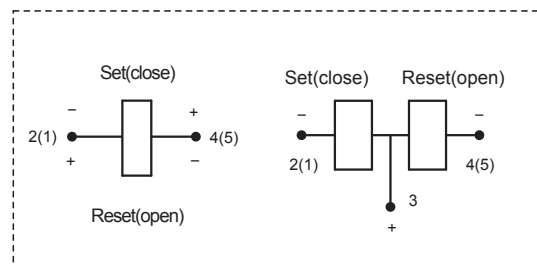 Set(close)
− +
2(1) 4(5)
+ −
Reset(open)
Set(close) Reset(open)
− −
2(1) 4(5)
3
+